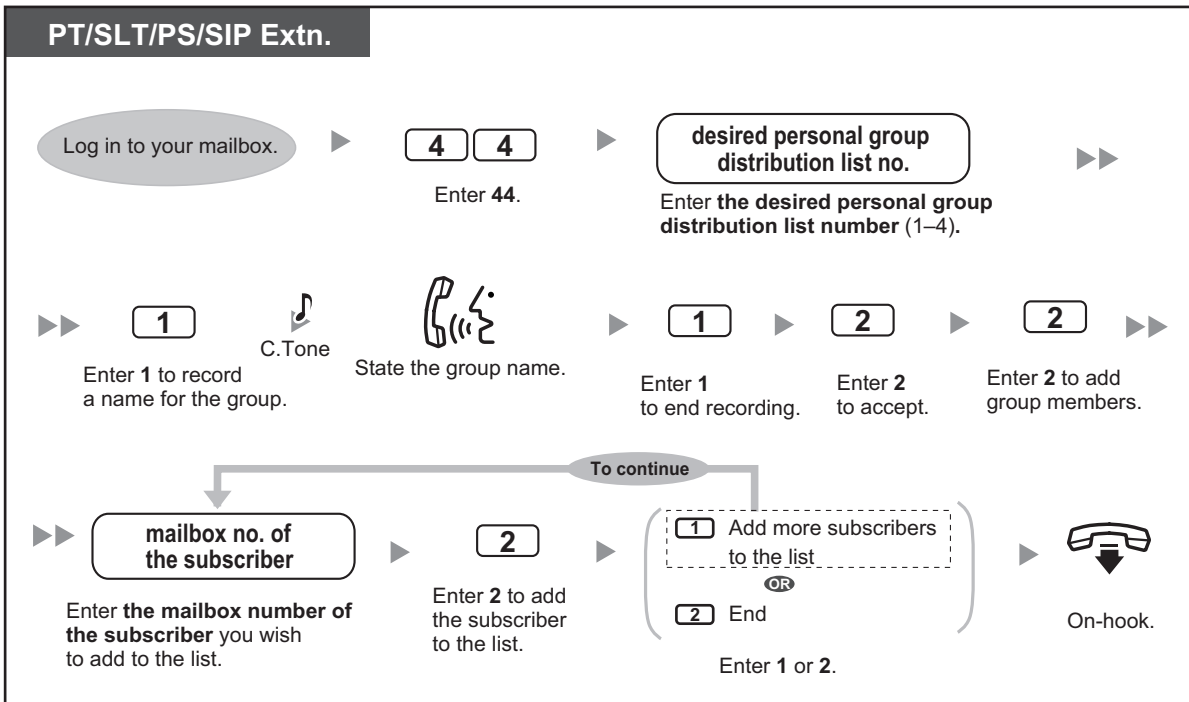 PT/SLT/PS/SIP Extn.
Log in to your mailbox.
4 4
Enter 44.
desired personal group
distribution list no.
Enter the desired personal group
distribution list number (1–4).
1
Enter 1 to record
a name for the group.
C.Tone
State the group name.
1
Enter 1
to end recording.
2
Enter 2
to accept.
2
Enter 2 to add
group members.
To continue
mailbox no. of
the subscriber
Enter the mailbox number of
the subscriber you wish
to add to the list.
2
Enter 2 to add
the subscriber
to the list.
1 Add more subscribers
to the list
OR
2 End
Enter 1 or 2.
On-hook.